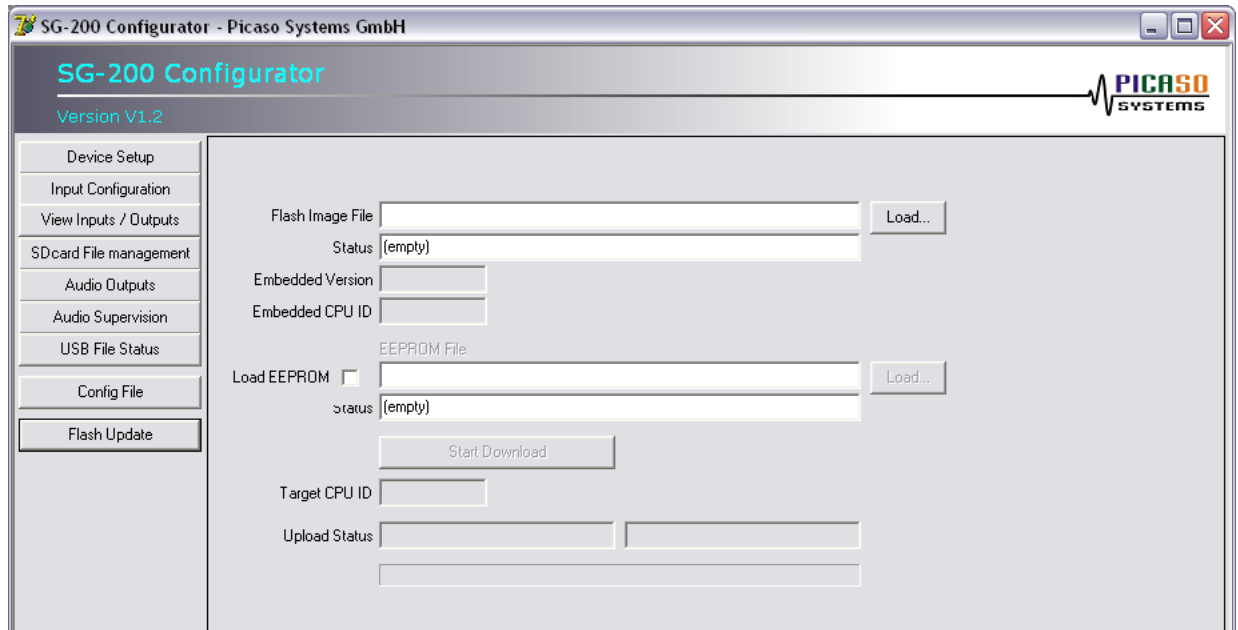 SG-200 Configurator - Picaso Systems GmbH
SG-200 Configurator
PICASO
SYSTEMS
Version V1.2
Device Setup
Input Configuration
View Inputs / Outputs
SDcard File management
Audio Outputs
Audio Supervision
USB File Status
Config File
Flash Update
Flash Image File
Load...
Status (empty)
Embedded Version
Embedded CPU ID
EEPROM File
Load EEPROM
Load...
Status (empty)
Start Download
Target CPU ID
Upload Status